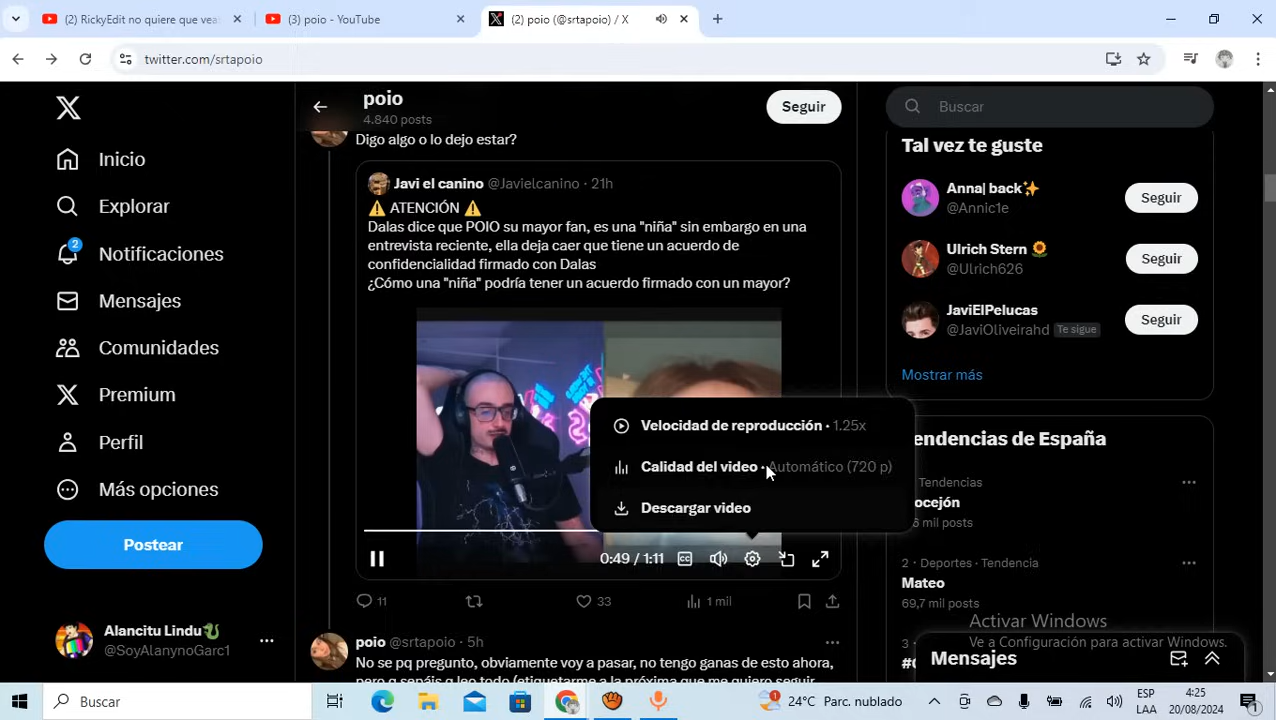 (2) RickyEdit no quiere que vea
(3) poio - YouTube
(2) poio (@srtapoio) / X
twitter.com/srtapoio
Inicio
Explorar
2
Notificaciones
Mensajes
Comunidades
Premium
Perfil
Más opciones
Postear
Alancitu Lindu
@SoyAlanynoGarc1
poio
4.840 posts
Seguir
Digo algo o lo dejo estar?
Javi el canino @Javielcanino · 21h
⚠️ ATENCIÓN ⚠️
Dalas dice que POIO su mayor fan, es una "niña" sin embargo en una
entrevista reciente, ella deja caer que tiene un acuerdo de
confidencialidad firmado con Dalas
¿Cómo una "niña" podría tener un acuerdo firmado con un mayor?
Velocidad de reproducción · 1.25x
Calidad del video · Automático (720 p)
Descargar video
0:49 / 1:11
CC
11
33
1 mil
poio @srtapoio · 5h
No se pq pregunto, obviamente voy a pasar, no tengo ganas de esto ahora,
pero q sepáis q leo todo (etiquetarme a la próxima que me quiero seguir
Buscar
Tal vez te guste
Anna| back✨
@Annic1e
Seguir
Ulrich Stern 🌻
@Ulrich626
Seguir
JaviElPelucas
@JaviOliveirahd Te sigue
Seguir
Mostrar más
endencias de España
Tendencias
ocejón
mil posts
2 · Deportes · Tendencia
Mateo
69,7 mil posts
3
Activar Windows
Ve a Configuración para activar Windows.
Mensajes
Buscar
24°C Parc. nublado
ESP
LAA
4:25
20/08/2024
1